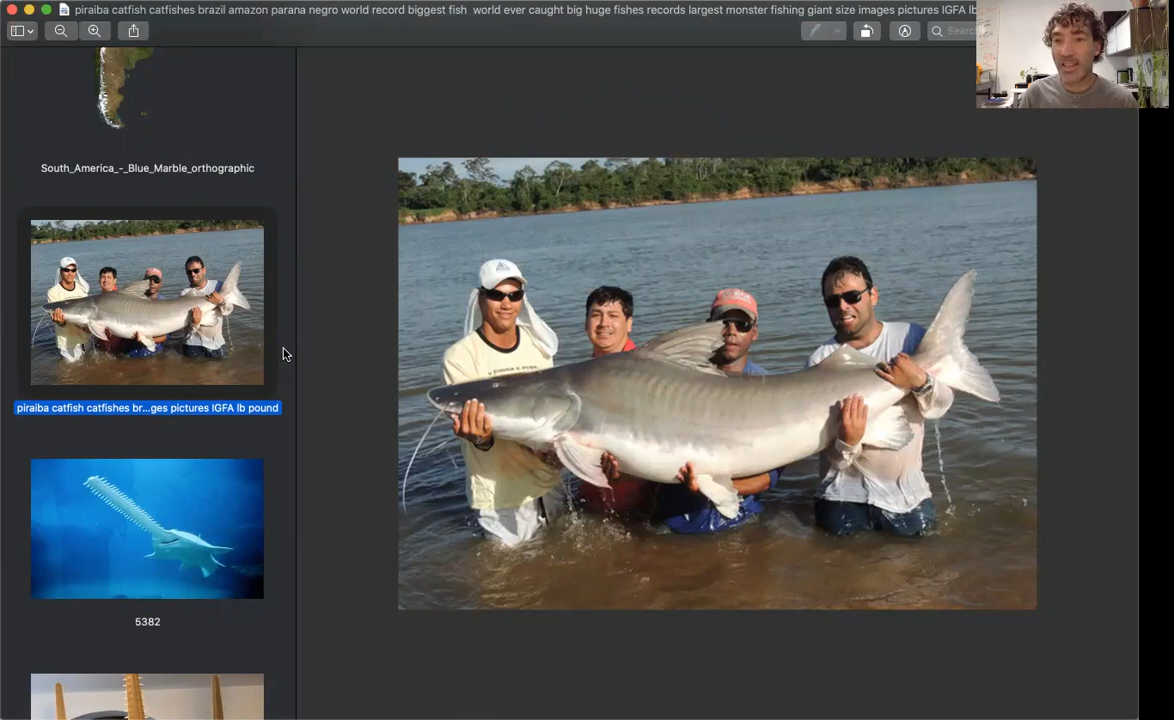 piraiba catfish catfishes brazil amazon parana negro world record biggest fish  world ever caught big huge fishes records largest monster fishing giant size images pictures IGFA lb
Search
South_America_-_Blue_Marble_orthographic
piraiba catfish catfishes br...ges pictures IGFA lb pound
5382